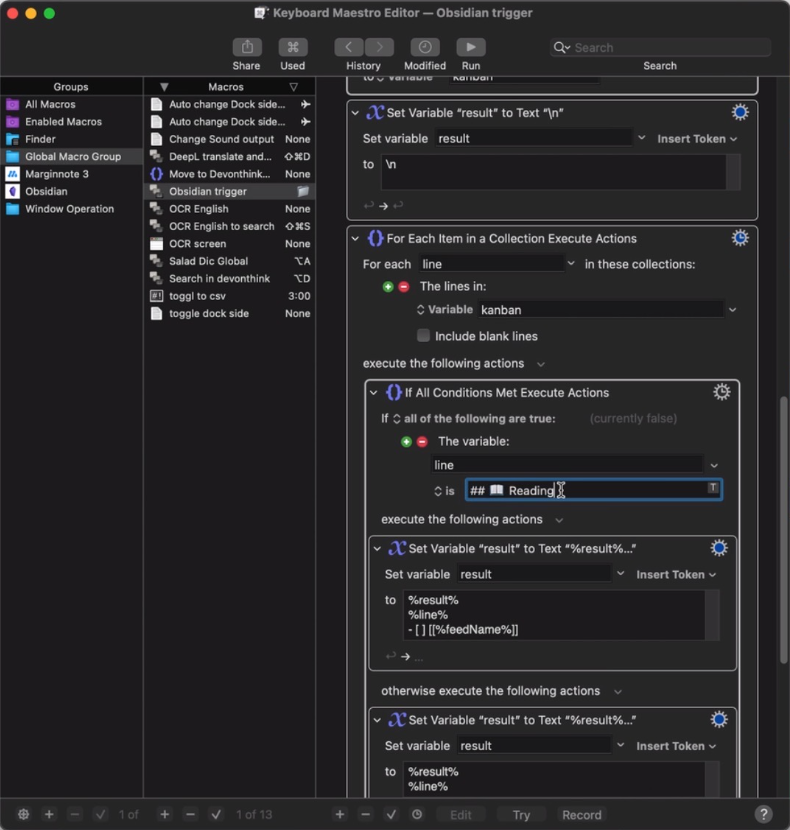 Keyboard Maestro Editor — Obsidian trigger
Share Used History Modified Run Search
Search
Groups
All Macros
Enabled Macros
Finder
Global Macro Group
Marginnote 3
Obsidian
Window Operation
Macros
Auto change Dock side...
Auto change Dock side...
Change Sound output None
DeepL translate and... ⇧⌘D
Move to Devonthink... None
Obsidian trigger
OCR English None
OCR English to search ⇧⌘S
OCR screen None
Salad Dic Global ⌥A
Search in devonthink ⌥D
toggl to csv 3:00
toggle dock side None
to Variable kanban
Set Variable “result” to Text “\n”
Set variable result Insert Token
to \n
For Each Item in a Collection Execute Actions
For each line in these collections:
The lines in:
Variable kanban
Include blank lines
execute the following actions
If All Conditions Met Execute Actions
If all of the following are true: (currently false)
The variable:
line
is ## 📖 Reading
execute the following actions
Set Variable “result” to Text “%result%...”
Set variable result Insert Token
to %result%
%line%
- [ ] [[%feedName%]]
...
otherwise execute the following actions
Set Variable “result” to Text “%result%...”
Set variable result Insert Token
to %result%
%line%
1 of
1 of 13
Edit Try Record ?